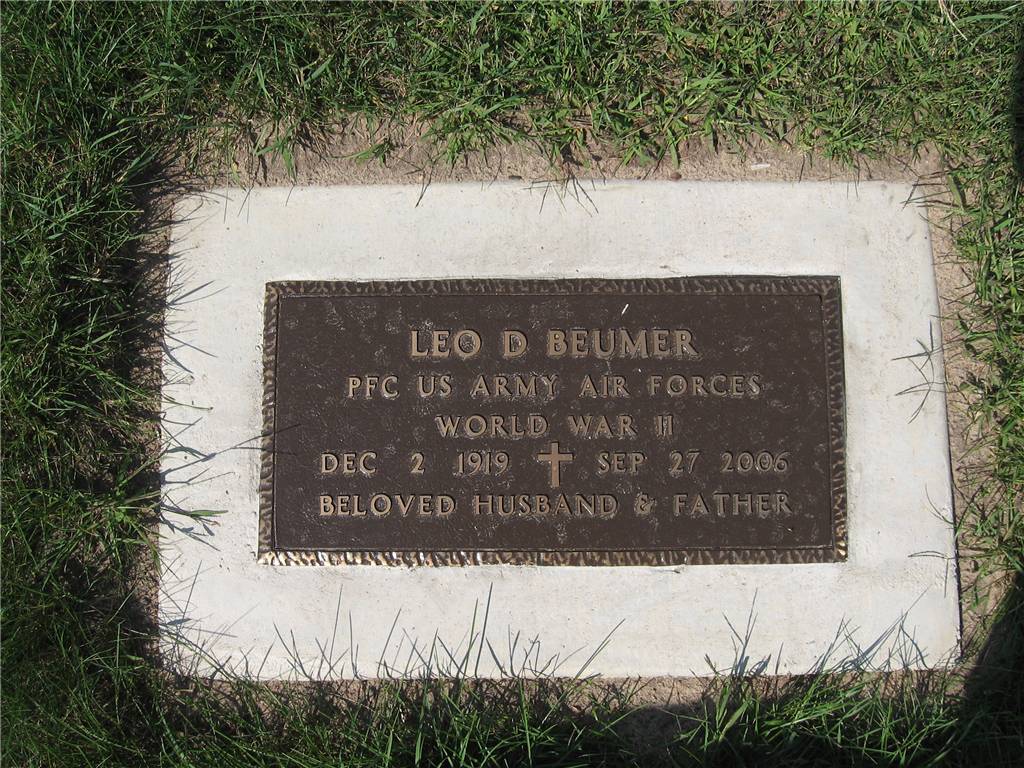 LEO D BEUMER
PFC US ARMY AIR FORCES
WORLD WAR II
DEC 2 1919 SEP 27 2006
BELOVED HUSBAND & FATHER